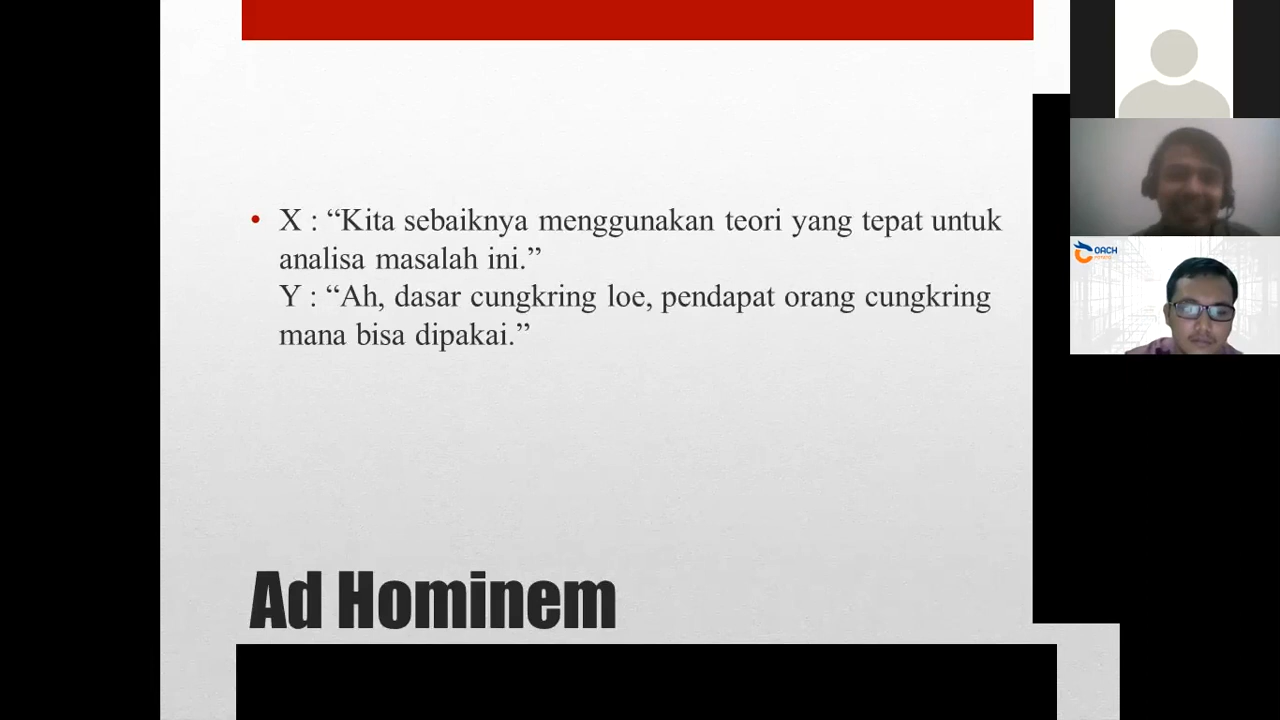 • X : “Kita sebaiknya menggunakan teori yang tepat untuk
analisa masalah ini.”
Y : “Ah, dasar cungkring loe, pendapat orang cungkring
mana bisa dipakai.”
Ad Hominem
OACH